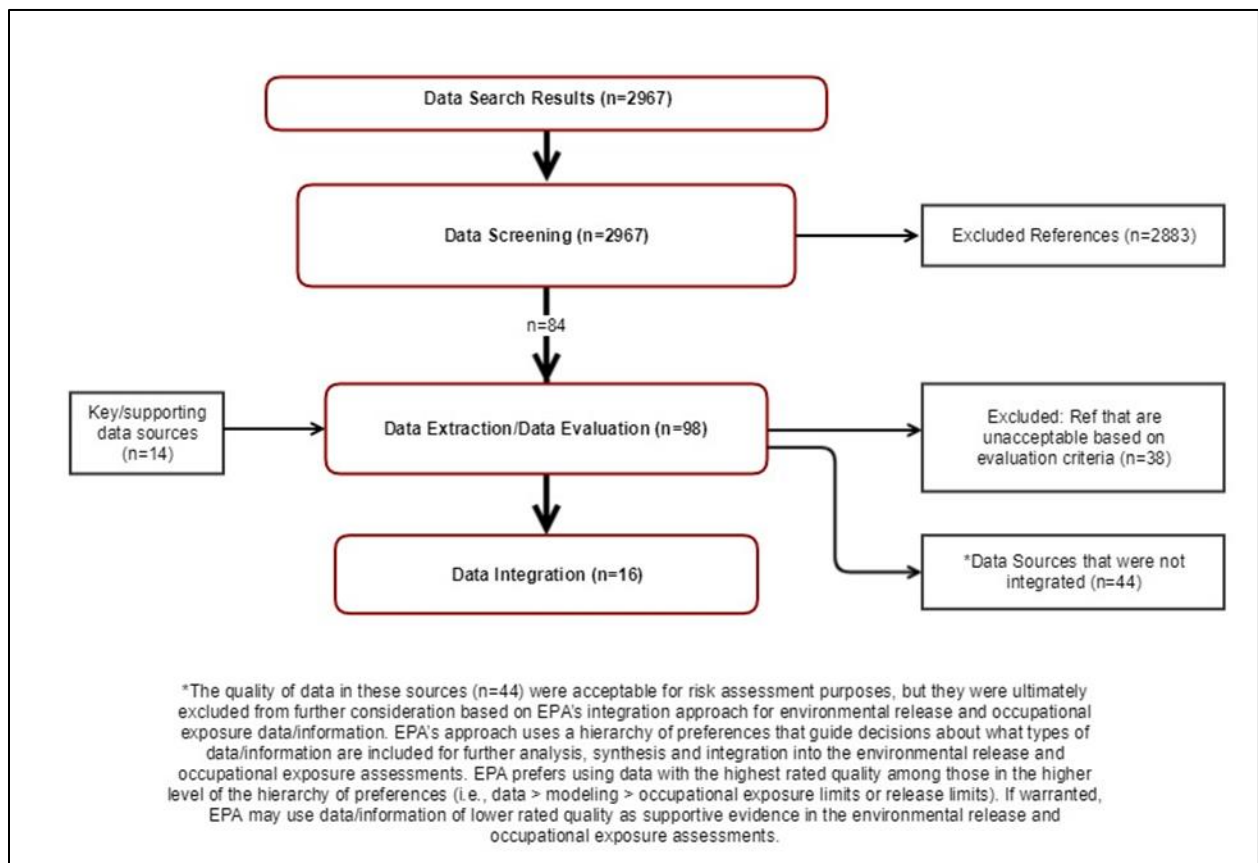 Data Search Results (n=2967)
Data Screening (n=2967)
Excluded References (n=2883)
n=84
Key/supporting
data sources
(n=14)
Data Extraction/Data Evaluation (n=98)
Excluded: Ref that are
unacceptable based on
evaluation criteria (n=38)
Data Integration (n=16)
*Data Sources that were not
integrated (n=44)
*The quality of data in these sources (n=44) were acceptable for risk assessment purposes, but they were ultimately
excluded from further consideration based on EPA's integration approach for environmental release and occupational
exposure data/information. EPA's approach uses a hierarchy of preferences that guide decisions about what types of
data/information are included for further analysis, synthesis and integration into the environmental release and
occupational exposure assessments. EPA prefers using data with the highest rated quality among those in the higher
level of the hierarchy of preferences (i.e., data > modeling > occupational exposure limits or release limits). If warranted,
EPA may use data/information of lower rated quality as supportive evidence in the environmental release and
occupational exposure assessments.